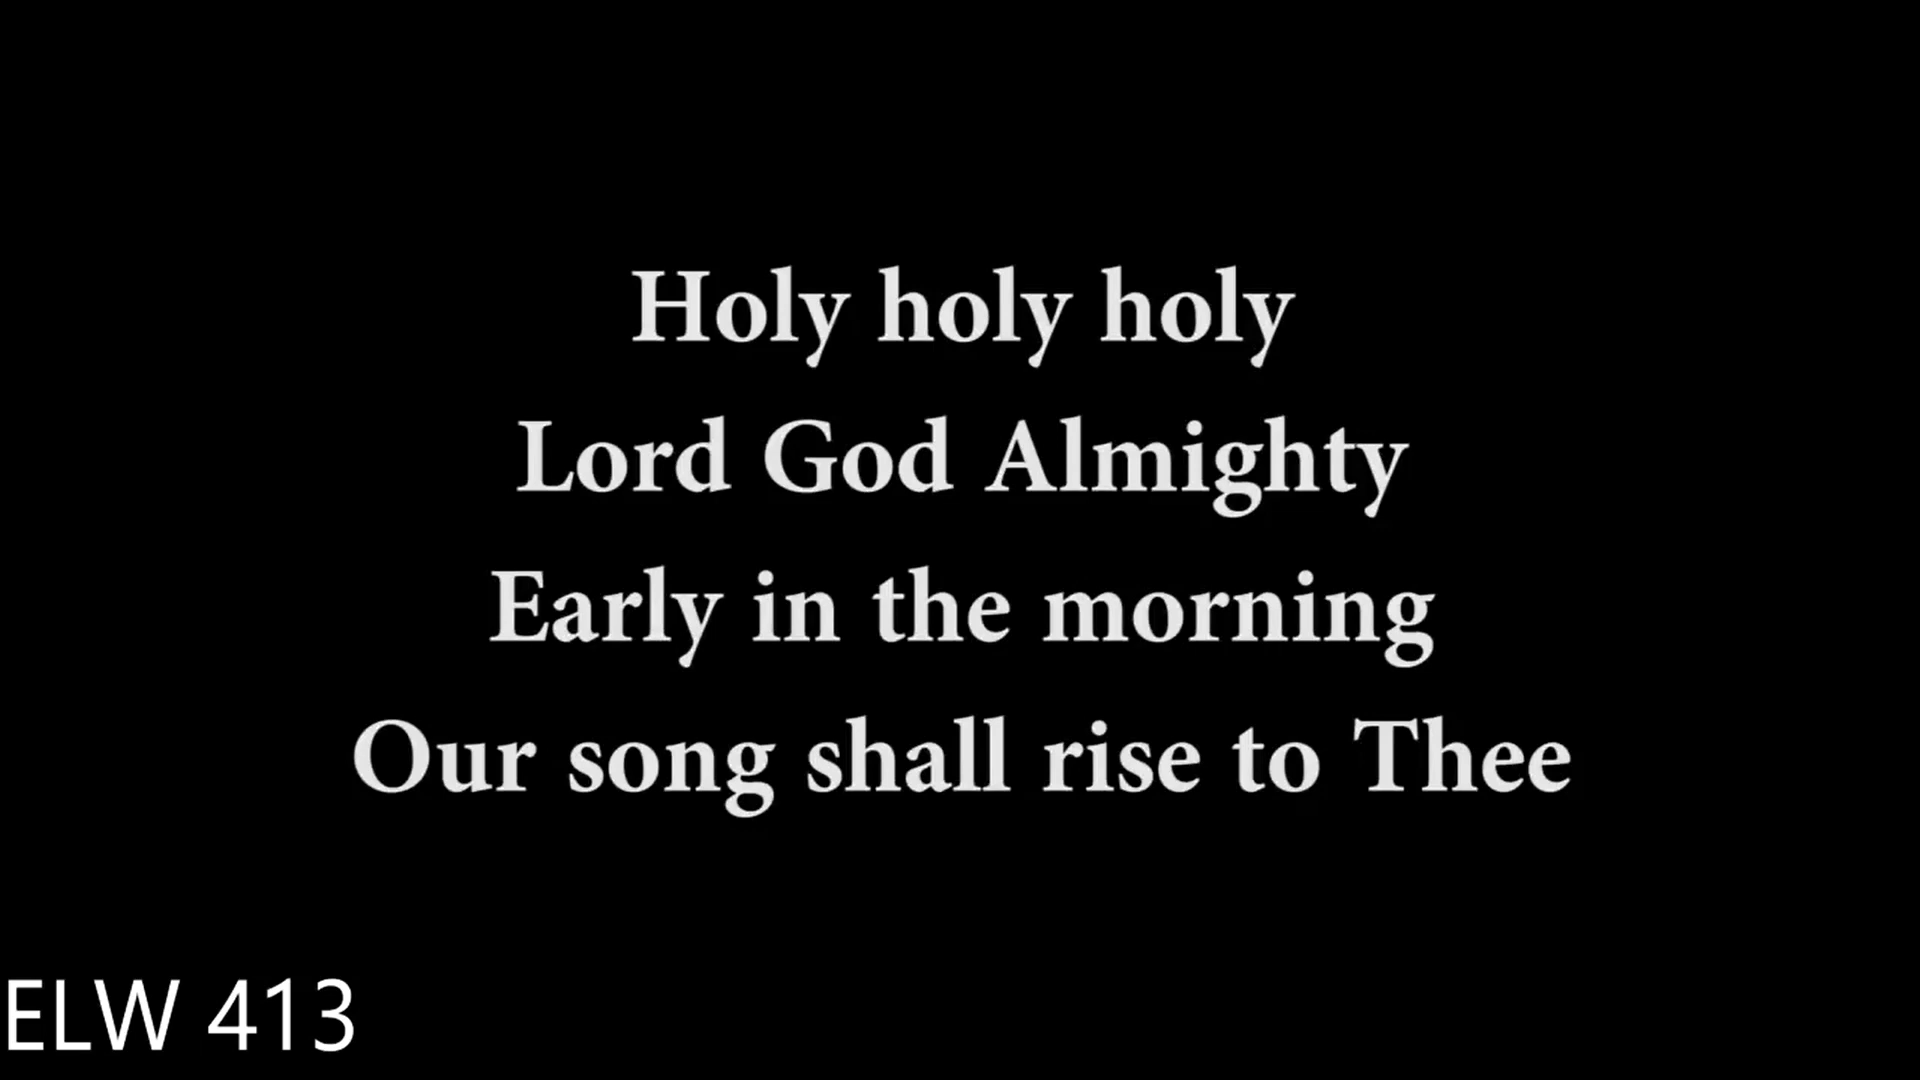 Holy holy holy
Lord God Almighty
Early in the morning
Our song shall rise to Thee
ELW 413